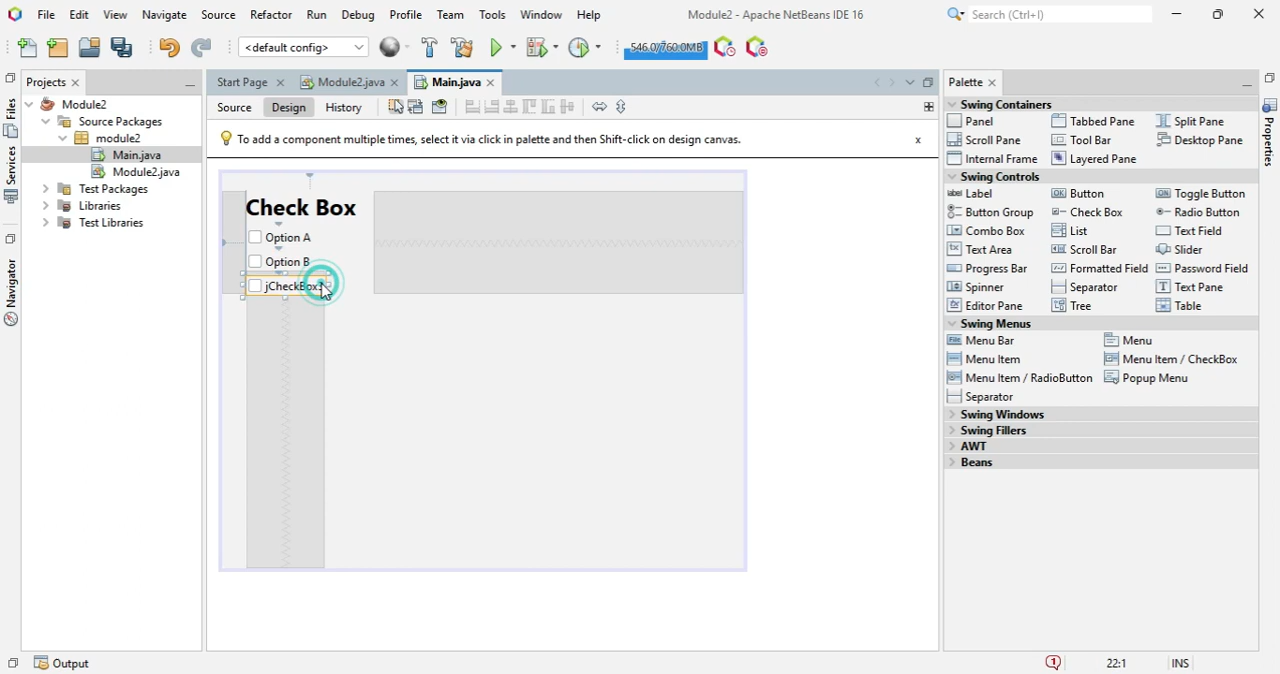 File Edit View Navigate Source Refactor Run Debug Profile Team Tools Window Help Module2 - Apache NetBeans IDE 16 Search (Ctrl+I)
<default config> 546.0/760.0MB
Projects Start Page Module2.java Main.java Palette
Files Services Navigator
Module2
Source Packages
module2
Main.java
Module2.java
Test Packages
Libraries
Test Libraries
Source Design History
To add a component multiple times, select it via click in palette and then Shift-click on design canvas. x
Check Box
Option A
Option B
jCheckBox
Swing Containers
Panel Tabbed Pane Split Pane
Scroll Pane Tool Bar Desktop Pane
Internal Frame Layered Pane
Swing Controls
label Label OK Button ON Toggle Button
Button Group Check Box Radio Button
Combo Box List Text Field
Text Area Scroll Bar Slider
Progress Bar Formatted Field Password Field
Spinner Separator Text Pane
Editor Pane Tree Table
Swing Menus
Menu Bar Menu
Menu Item Menu Item / CheckBox
Menu Item / RadioButton Popup Menu
Separator
Swing Windows
Swing Fillers
AWT
Beans
Properties
Output 1 22:1 INS